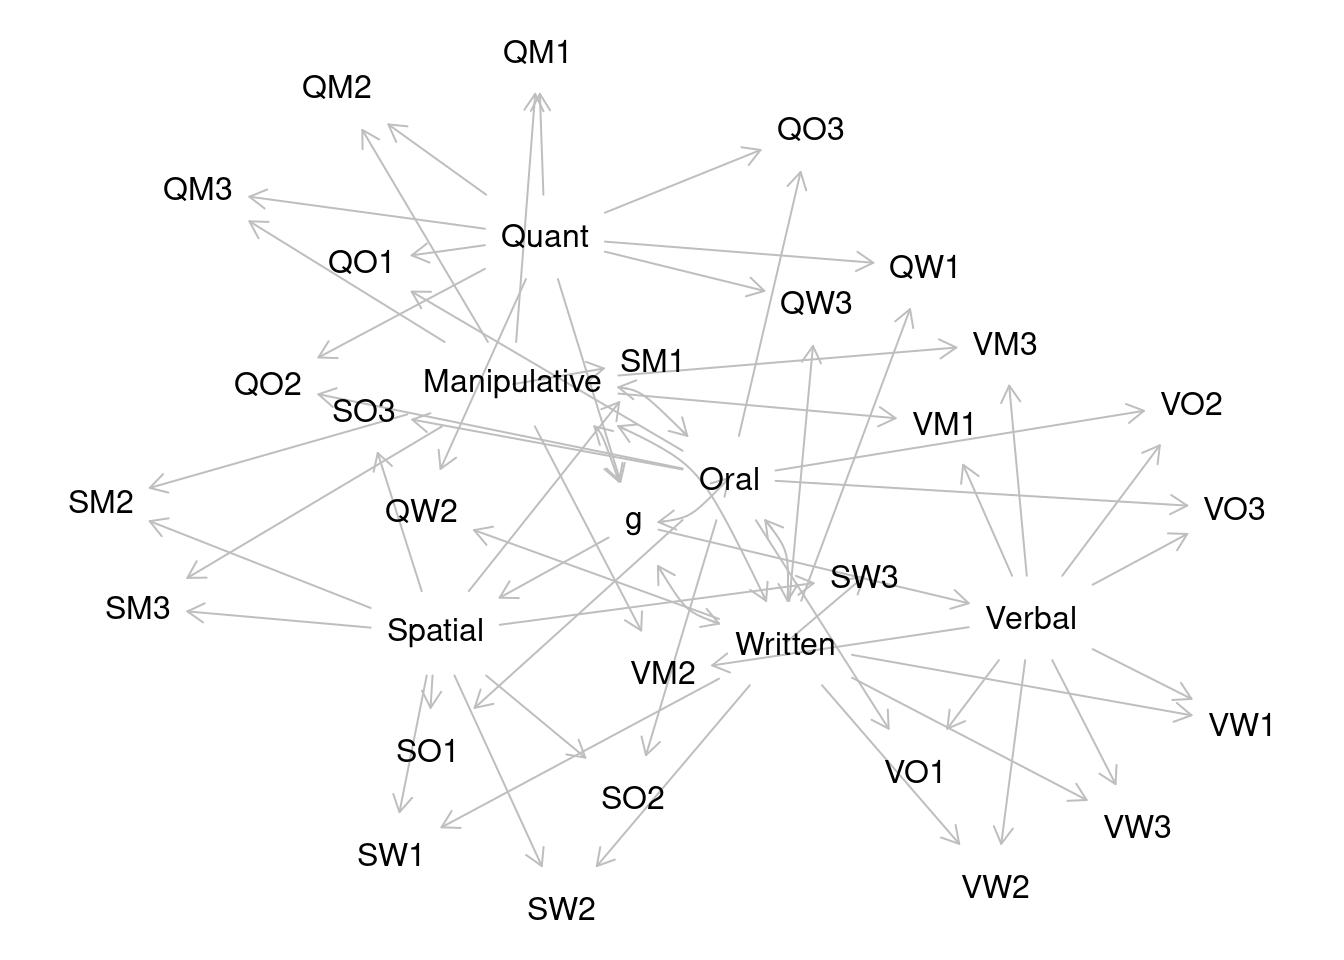 QM1
QM2
QO3
QM3
Quant
QO1
QW1
QW3
VM3
SM1
Manipulative
QO2
SO3
VO2
VM1
Oral
SM2
QW2
g
VO3
SW3
SM3
Spatial
Verbal
Written
VM2
VW1
SO1
VO1
SO2
VW3
SW1
VW2
SW2